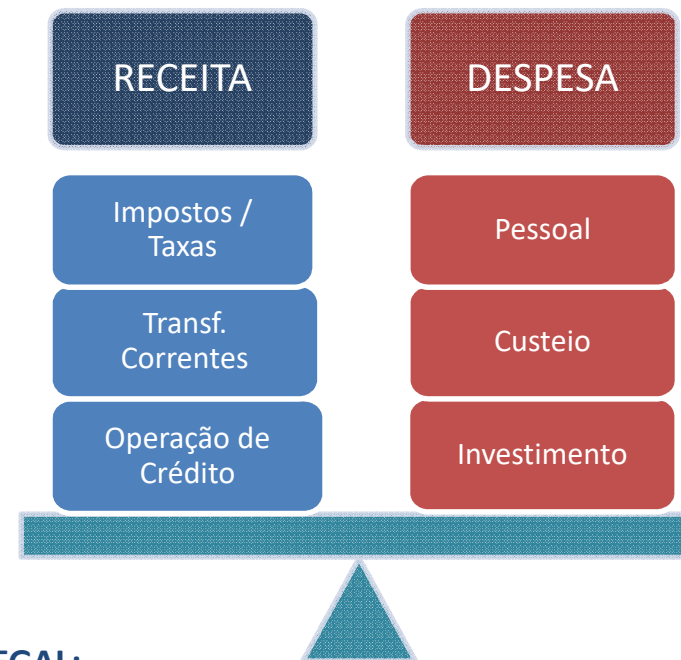 RECEITA
DESPESA
Impostos /
Taxas
Pessoal
Transf.
Correntes
Custeio
Operação de
Crédito
Investimento